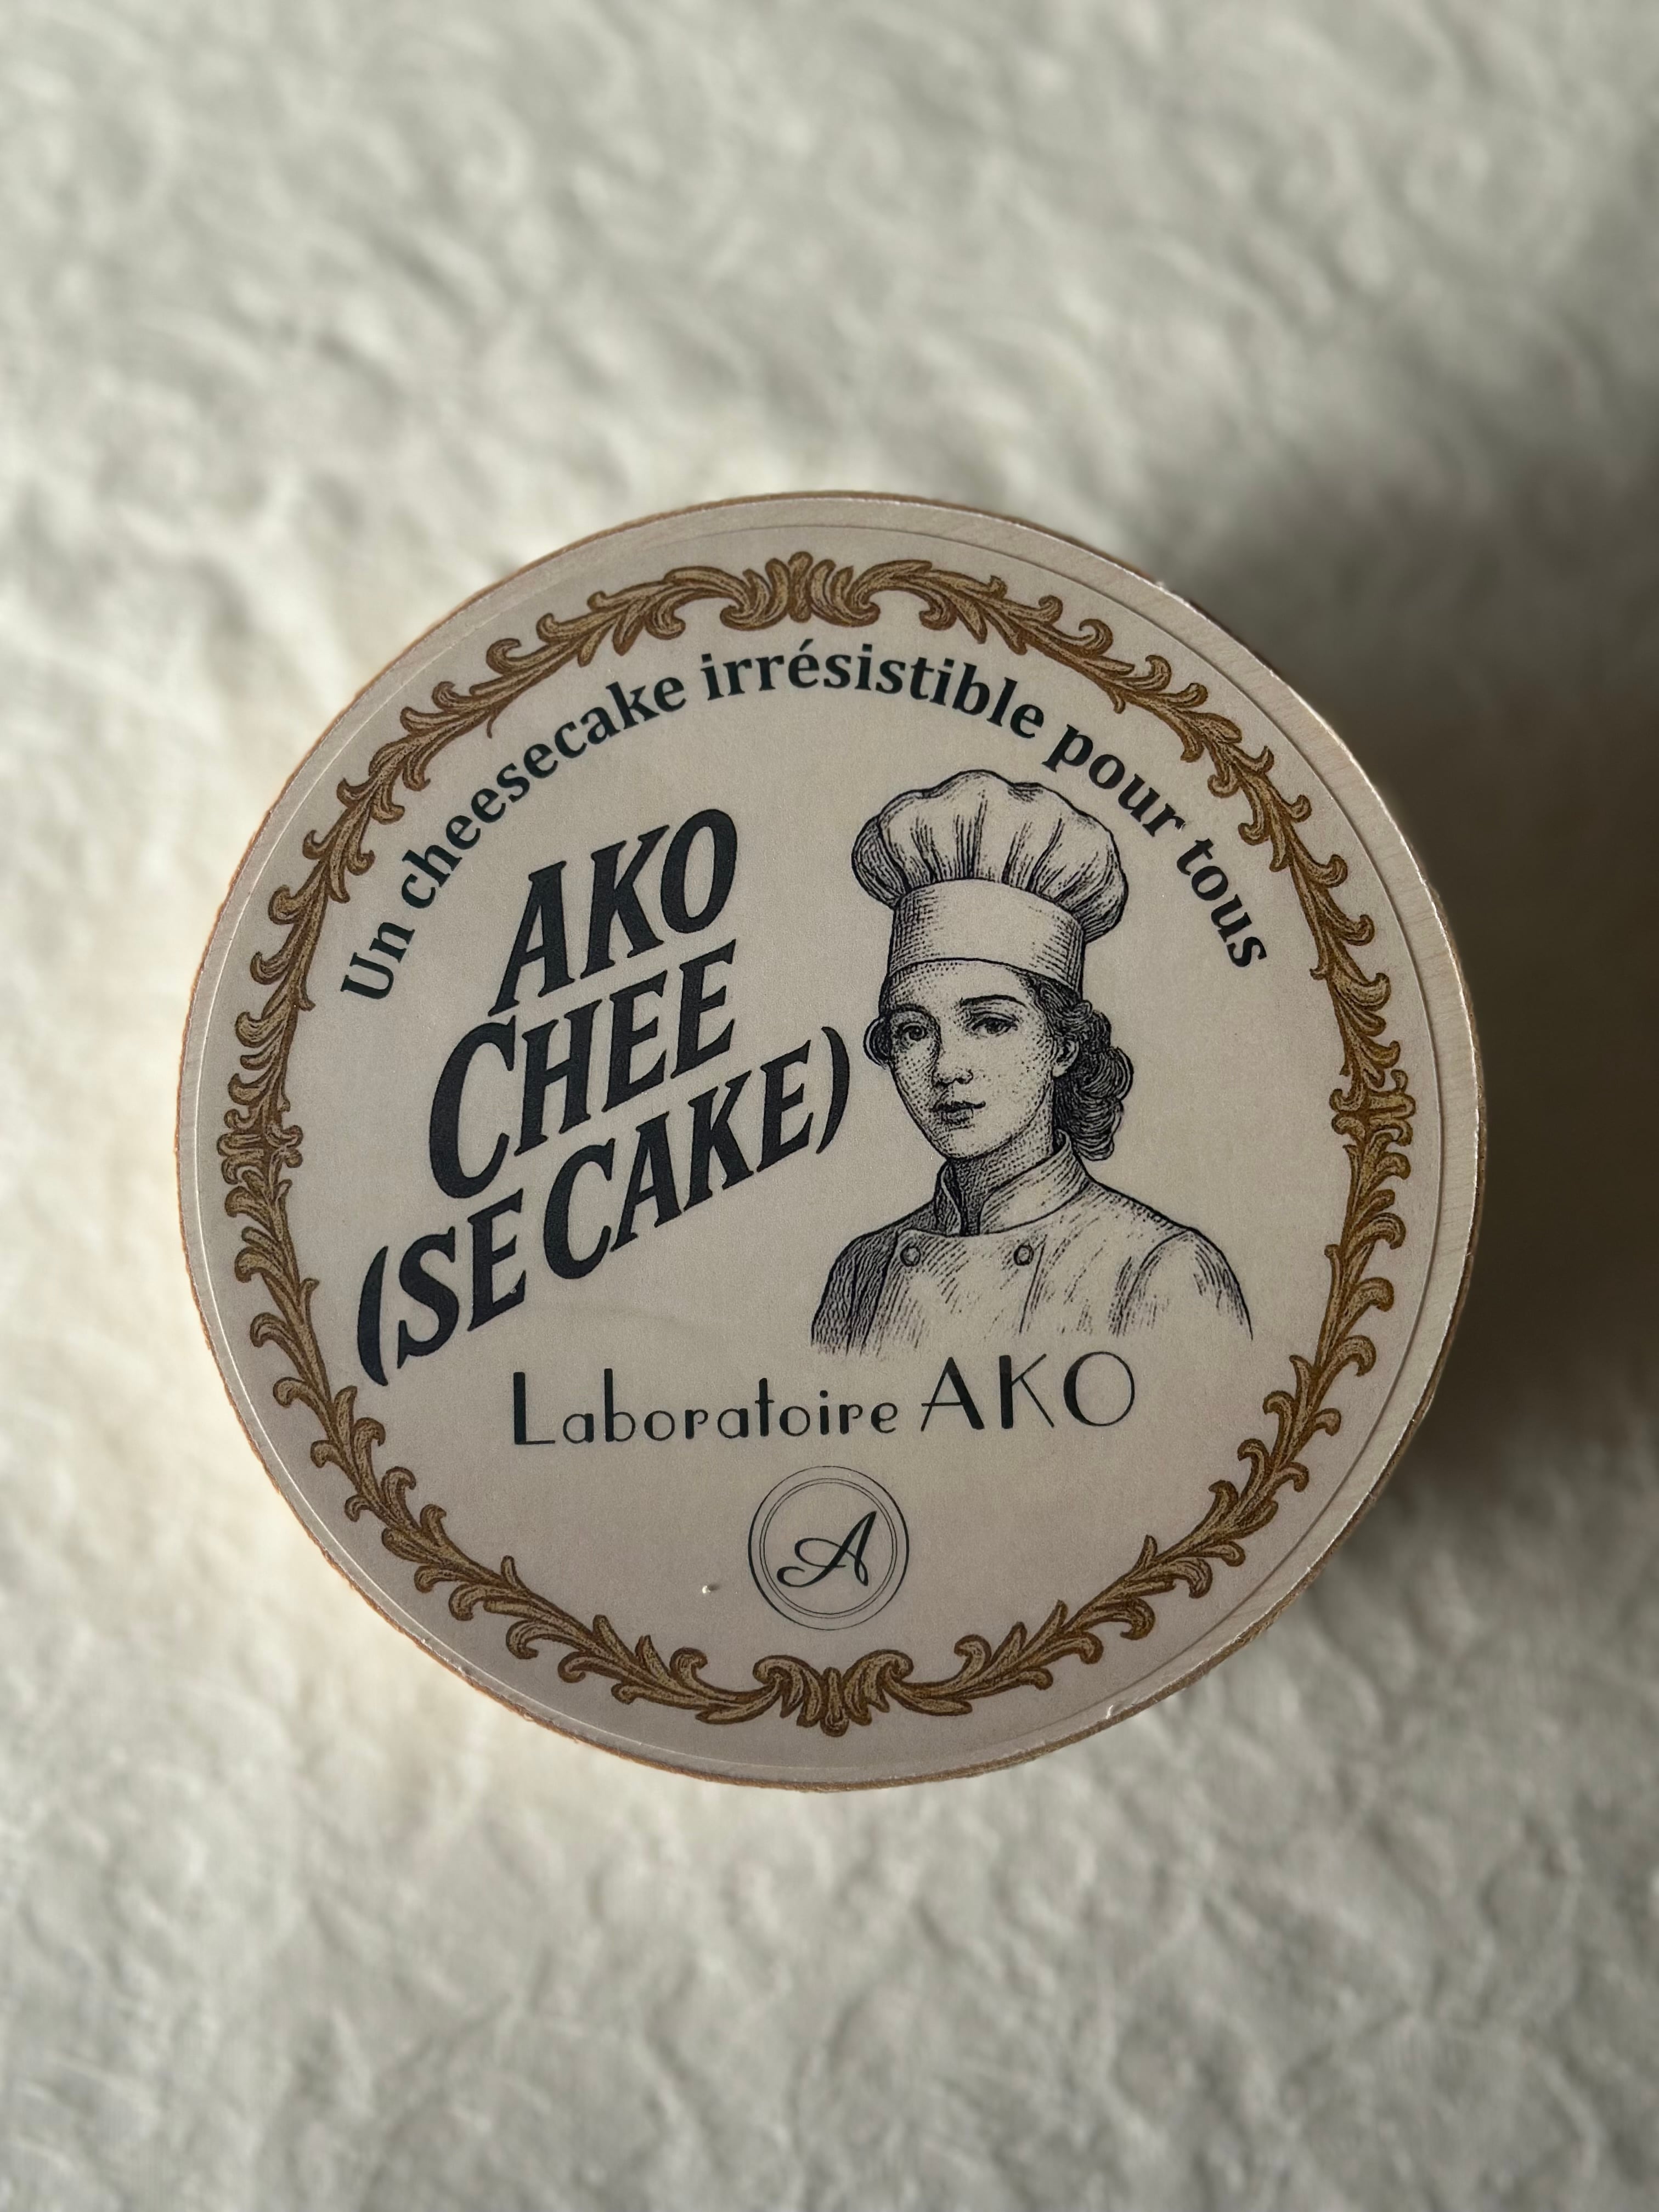 Un cheesecake irrésistible pour tous
AKO
CHEE
(SE CAKE)
Laboratoire AKO
A